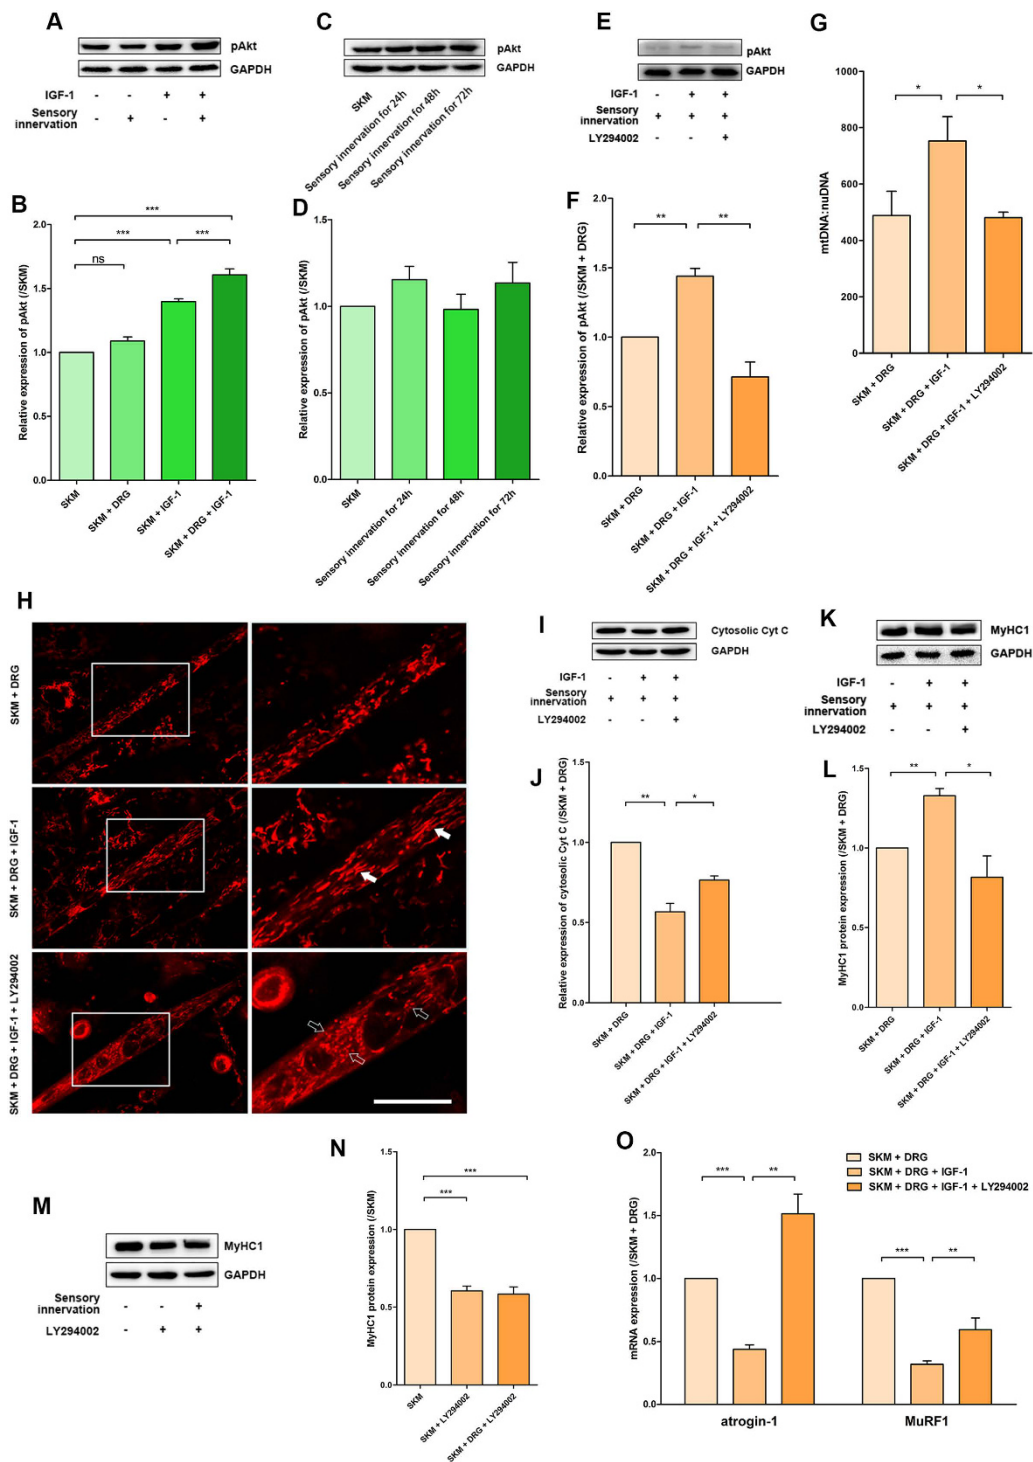 A
pAkt
GAPDH
IGF-1 - - + +
Sensory innervation - + - +
C
pAkt
GAPDH
SKM
Sensory innervation for 24h
Sensory innervation for 48h
Sensory innervation for 72h
E
pAkt
GAPDH
IGF-1 - + +
Sensory innervation + + +
LY294002 - - +
G
mtDNA:nuDNA
1000
800
600
400
200
0
* *
SKM + DRG
SKM + DRG + IGF-1
SKM + DRG + IGF-1 + LY294002
B
Relative expression of pAkt (/SKM)
2.0
1.5
1.0
0.5
0.0
***
*** ***
ns
SKM
SKM + DRG
SKM + IGF-1
SKM + DRG + IGF-1
D
Relative expression of pAkt (/SKM)
1.5
1.0
0.5
0.0
SKM
Sensory innervation for 24h
Sensory innervation for 48h
Sensory innervation for 72h
F
Relative expression of pAkt (/SKM + DRG)
2.0
1.5
1.0
0.5
0.0
** **
SKM + DRG
SKM + DRG + IGF-1
SKM + DRG + IGF-1 + LY294002
H
SKM + DRG
SKM + DRG + IGF-1
SKM + DRG + IGF-1 + LY294002
I
Cytosolic Cyt C
GAPDH
IGF-1 - + +
Sensory innervation + + +
LY294002 - - +
K
MyHC1
GAPDH
IGF-1 - + +
Sensory innervation + + +
LY294002 - - +
J
Relative expression of cytosolic Cyt C (/SKM + DRG)
1.5
1.0
0.5
0.0
** *
SKM + DRG
SKM + DRG + IGF-1
SKM + DRG + IGF-1 + LY294002
L
MyHC1 protein expression (/SKM + DRG)
1.5
1.0
0.5
0.0
** *
SKM + DRG
SKM + DRG + IGF-1
SKM + DRG + IGF-1 + LY294002
M
MyHC1
GAPDH
Sensory innervation - - +
LY294002 - + +
N
MyHC1 protein expression (/SKM)
1.5
1.0
0.5
0.0
***
***
SKM
SKM + LY294002
SKM + DRG + LY294002
O
mRNA expression (/SKM + DRG)
2.0
1.5
1.0
0.5
0.0
SKM + DRG
SKM + DRG + IGF-1
SKM + DRG + IGF-1 + LY294002
*** **
*** **
atrogin-1
MuRF1